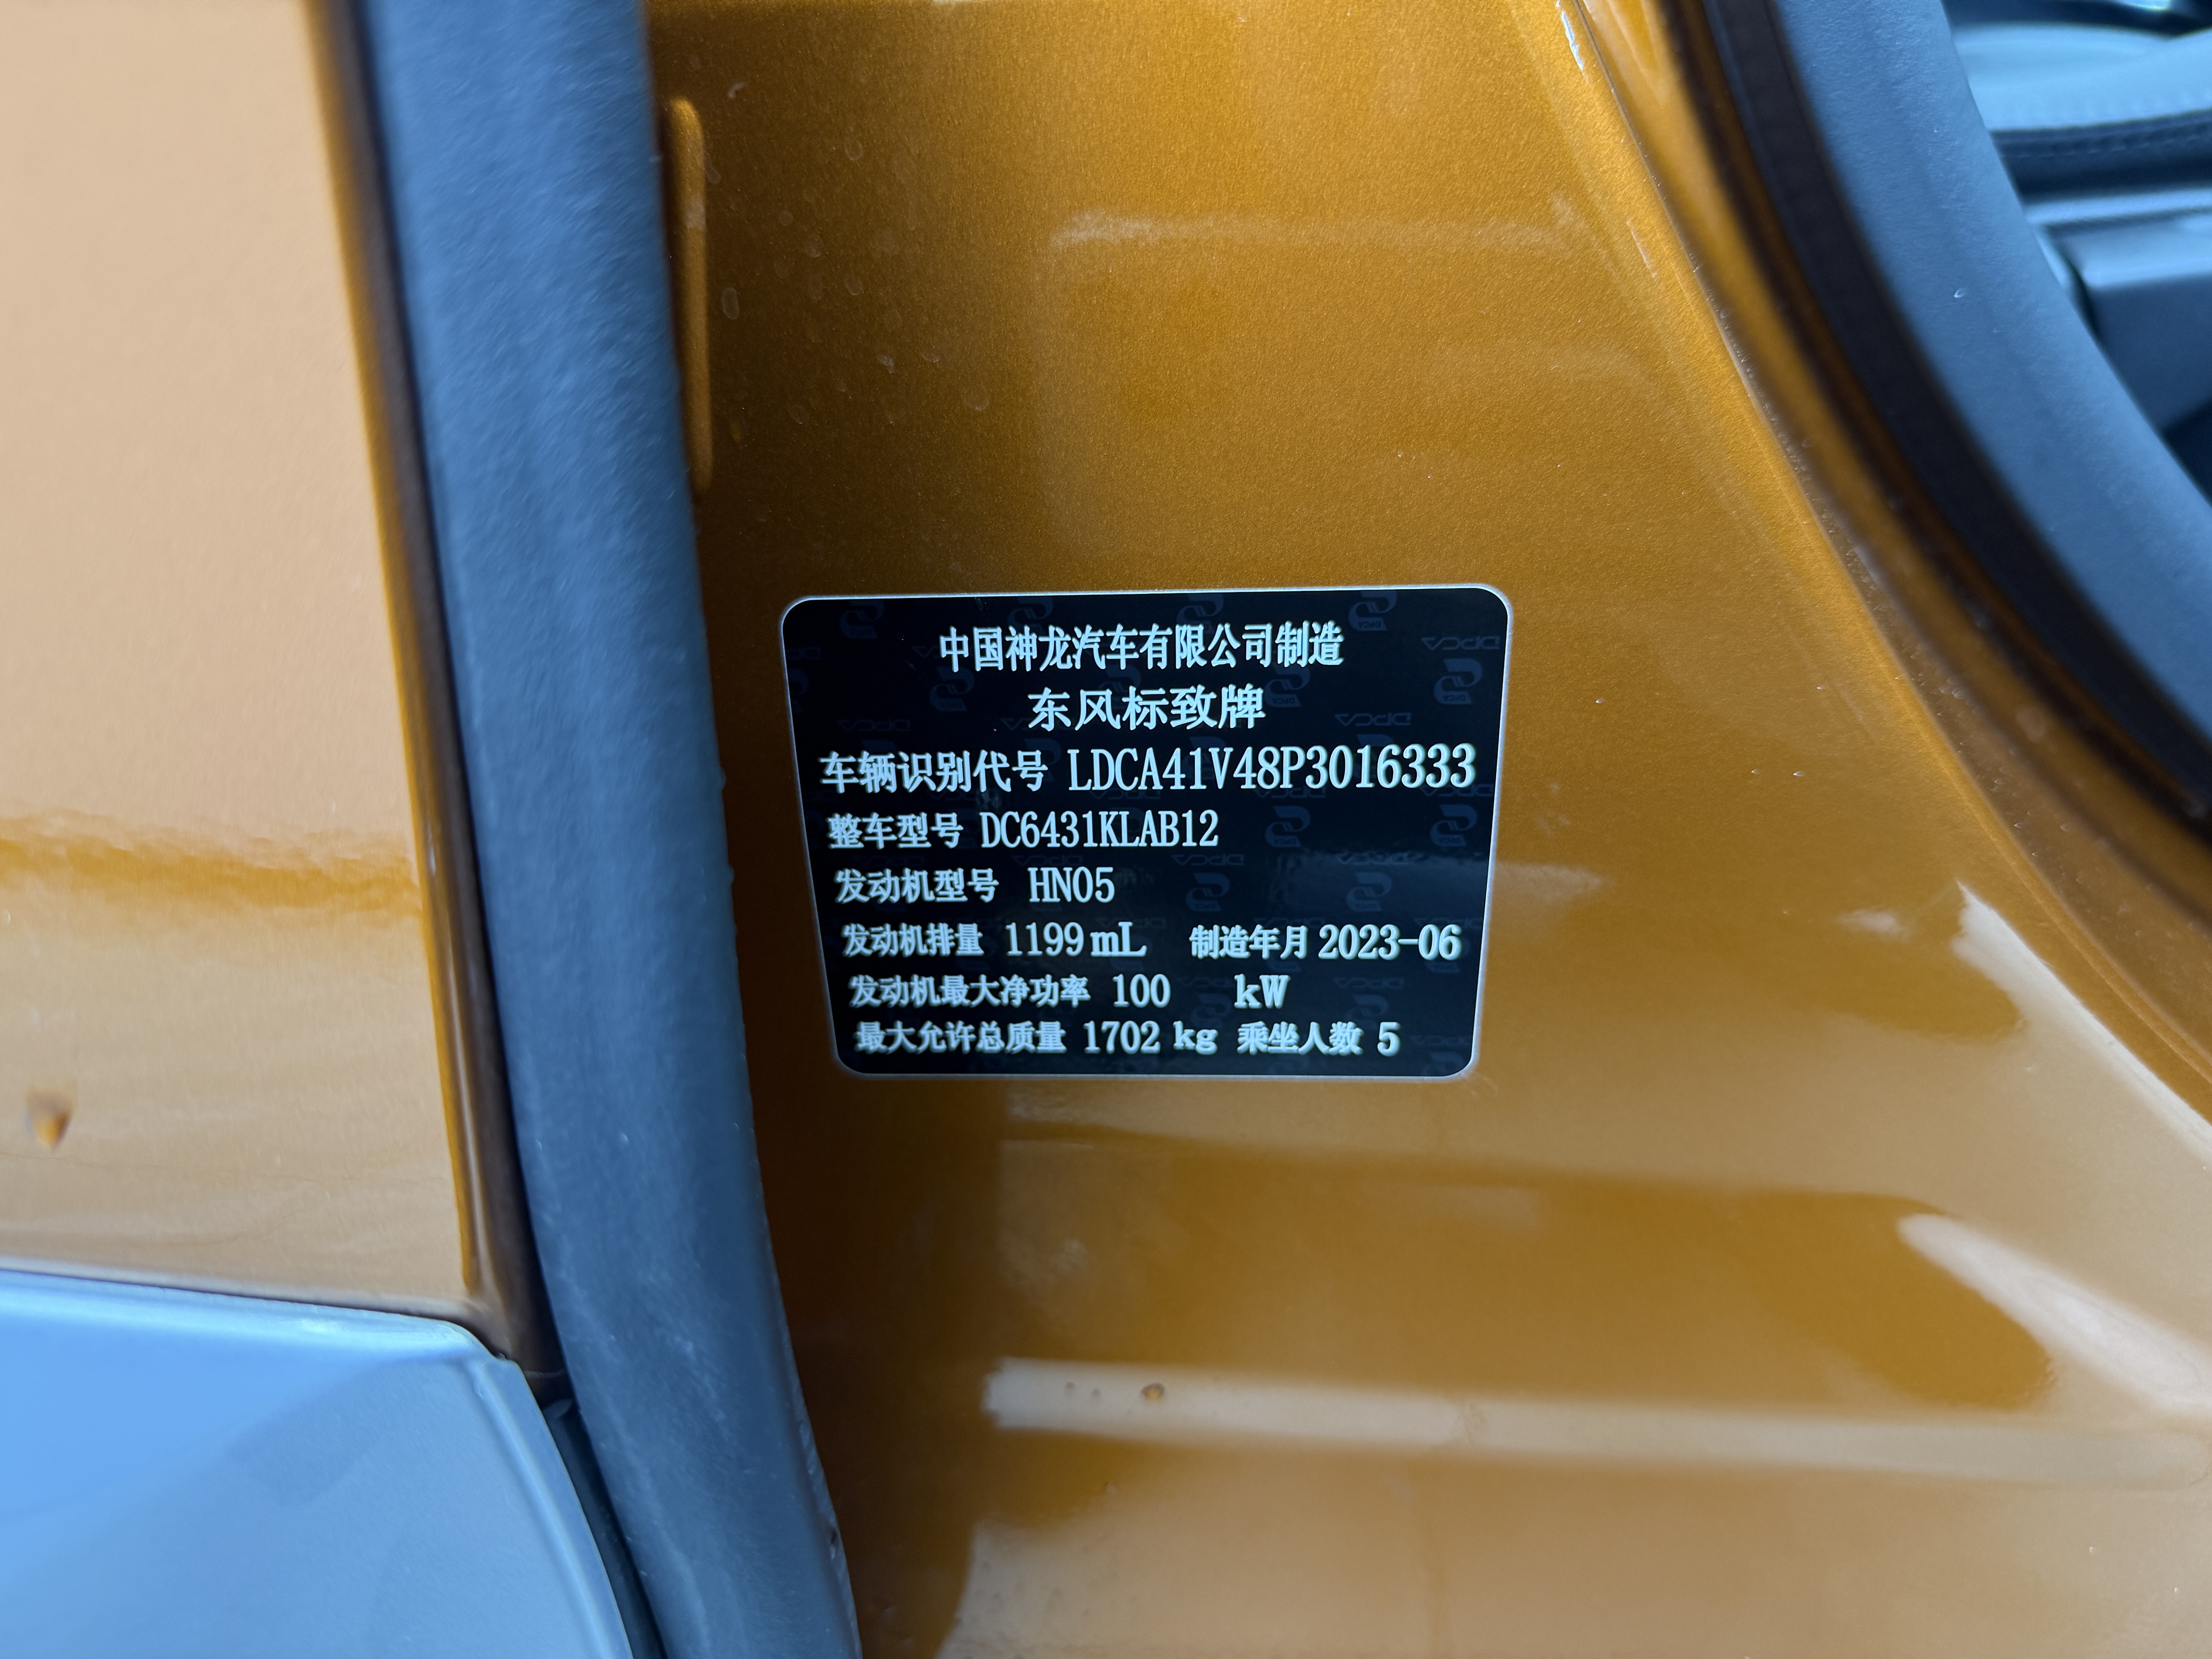 中国神龙汽车有限公司制造
东风标致牌
车辆识别代号 LDCA41V48P3016333
整车型号 DC6431KLAB12
发动机型号 HN05
发动机排量 1199 mL 制造年月 2023-06
发动机最大净功率 100 kW
最大允许总质量 1702 kg 乘坐人数 5